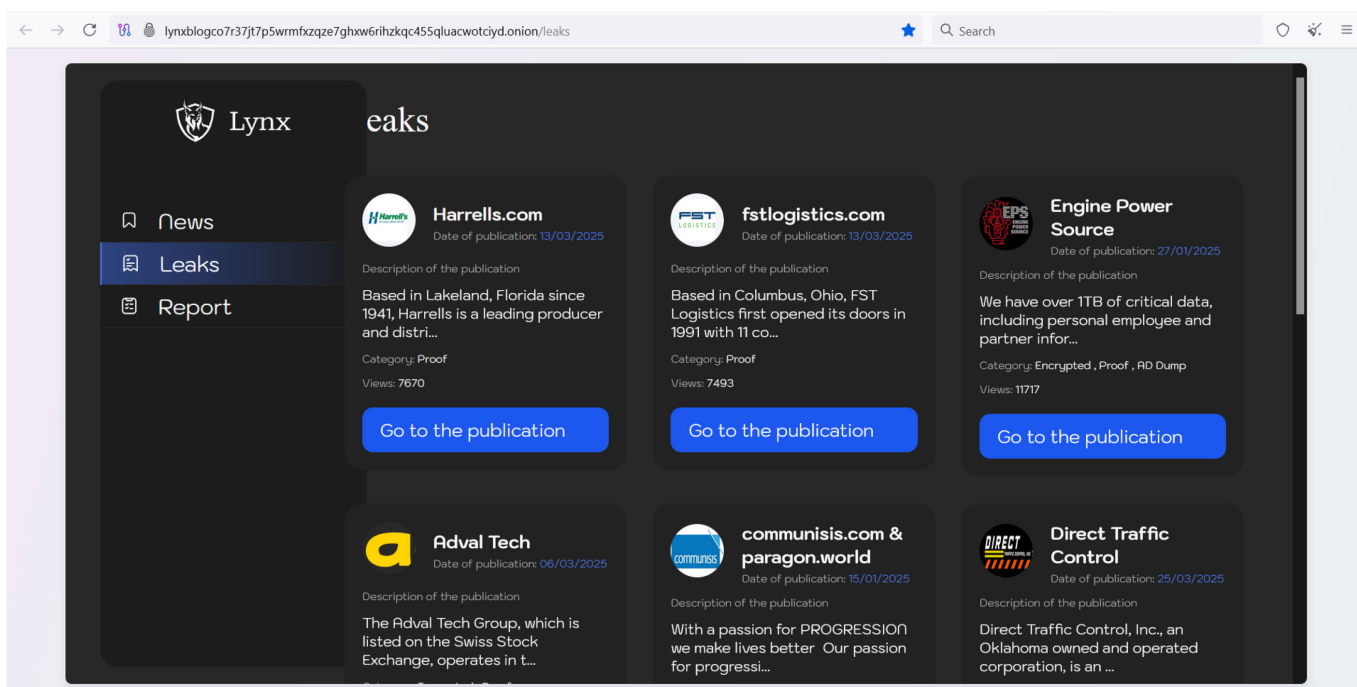 lynxblogco7r37jt7p5wrmfxzqze7ghxw6rihzkqc455qluacwotciyd.onion/leaks
Search
Lynx
eaks
News
Leaks
Report
Harrell's
Harrells.com
Date of publication: 13/03/2025
Description of the publication
Based in Lakeland, Florida since
1941, Harrells is a leading producer
and distri...
Category: Proof
Views: 7670
Go to the publication
FST
LOGISTICS
fstlogistics.com
Date of publication: 13/03/2025
Description of the publication
Based in Columbus, Ohio, FST
Logistics first opened its doors in
1991 with 11 co...
Category: Proof
Views: 7493
Go to the publication
EPS
ENGINE
POWER
SOURCE
Engine Power
Source
Date of publication: 27/01/2025
Description of the publication
We have over 1TB of critical data,
including personal employee and
partner infor...
Category: Encrypted , Proof , AD Dump
Views: 11717
Go to the publication
a
Adval Tech
Date of publication: 06/03/2025
Description of the publication
The Adval Tech Group, which is
listed on the Swiss Stock
Exchange, operates in t...
communisis
communisis.com &
paragon.world
Date of publication: 15/01/2025
Description of the publication
With a passion for PROGRESSION
we make lives better Our passion
for progressi...
DIRECT
Direct Traffic
Control
Date of publication: 25/03/2025
Description of the publication
Direct Traffic Control, Inc., an
Oklahoma owned and operated
corporation, is an ...